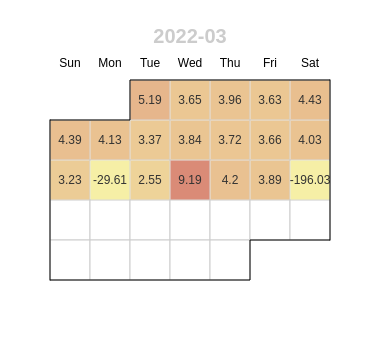 2022-03
Sun Mon Tue Wed Thu Fri Sat
5.19 3.65 3.96 3.63 4.43
4.39 4.13 3.37 3.84 3.72 3.66 4.03
3.23 -29.61 2.55 9.19 4.2 3.89 -196.03